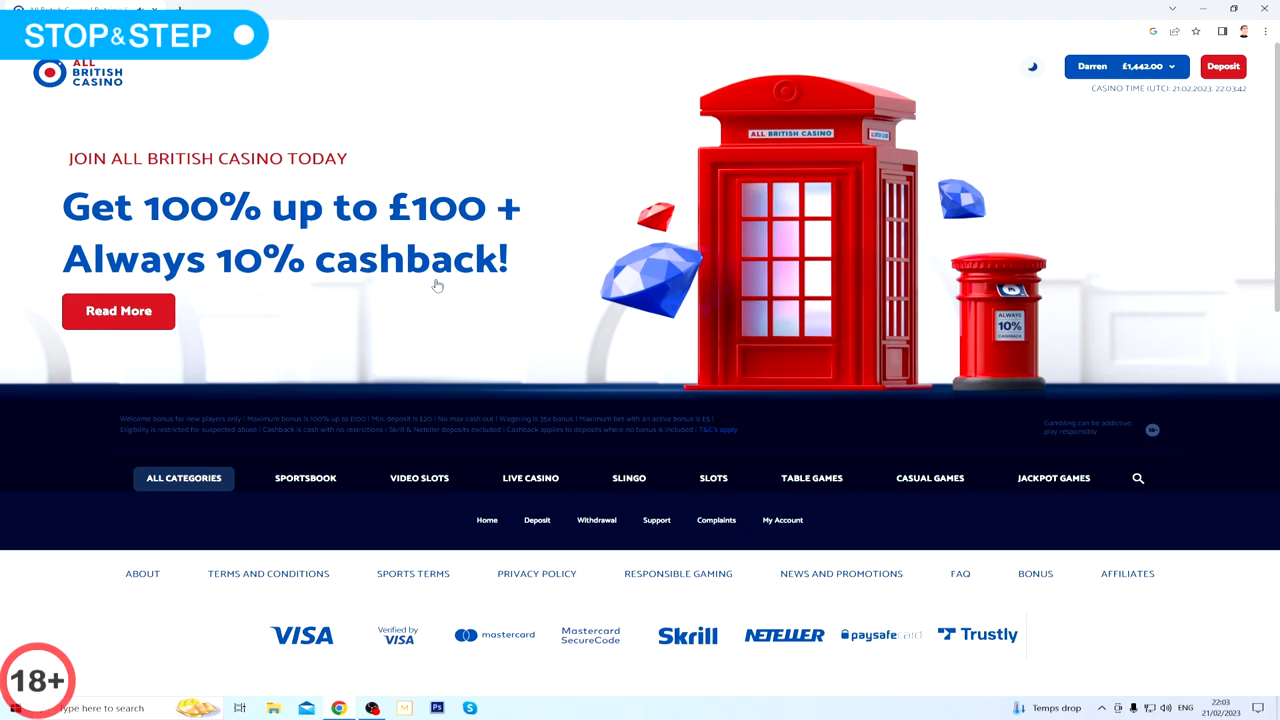 STOP&STEP
ALL
BRITISH
CASINO
Darren £1,442.00
Deposit
CASINO TIME (UTC): 21.02.2023, 22:03:42
ALL BRITISH CASINO
JOIN ALL BRITISH CASINO TODAY
Get 100% up to £100 +
Always 10% cashback!
Read More
ALWAYS
10%
CASHBACK
Welcome bonus for new players only | Maximum bonus is 100% up to £100 | Min. deposit is £20 | No max cash out | Wagering is 35x bonus | Maximum bet with an active bonus is £5 |
Eligibility is restricted for suspected abuse | Cashback is cash with no restrictions | Skrill & Neteller deposits excluded | Cashback applies to deposits where no bonus is included | T&C's apply
Gambling can be addictive,
play responsibly
18+
ALL CATEGORIES SPORTSBOOK VIDEO SLOTS LIVE CASINO SLINGO SLOTS TABLE GAMES CASUAL GAMES JACKPOT GAMES
Home Deposit Withdrawal Support Complaints My Account
ABOUT TERMS AND CONDITIONS SPORTS TERMS PRIVACY POLICY RESPONSIBLE GAMING NEWS AND PROMOTIONS FAQ BONUS AFFILIATES
VISA Verified by VISA mastercard Mastercard SecureCode Skrill NETELLER paysafecard Trustly
18+
Type here to search
Temps drop
ENG
22:03
21/02/2023